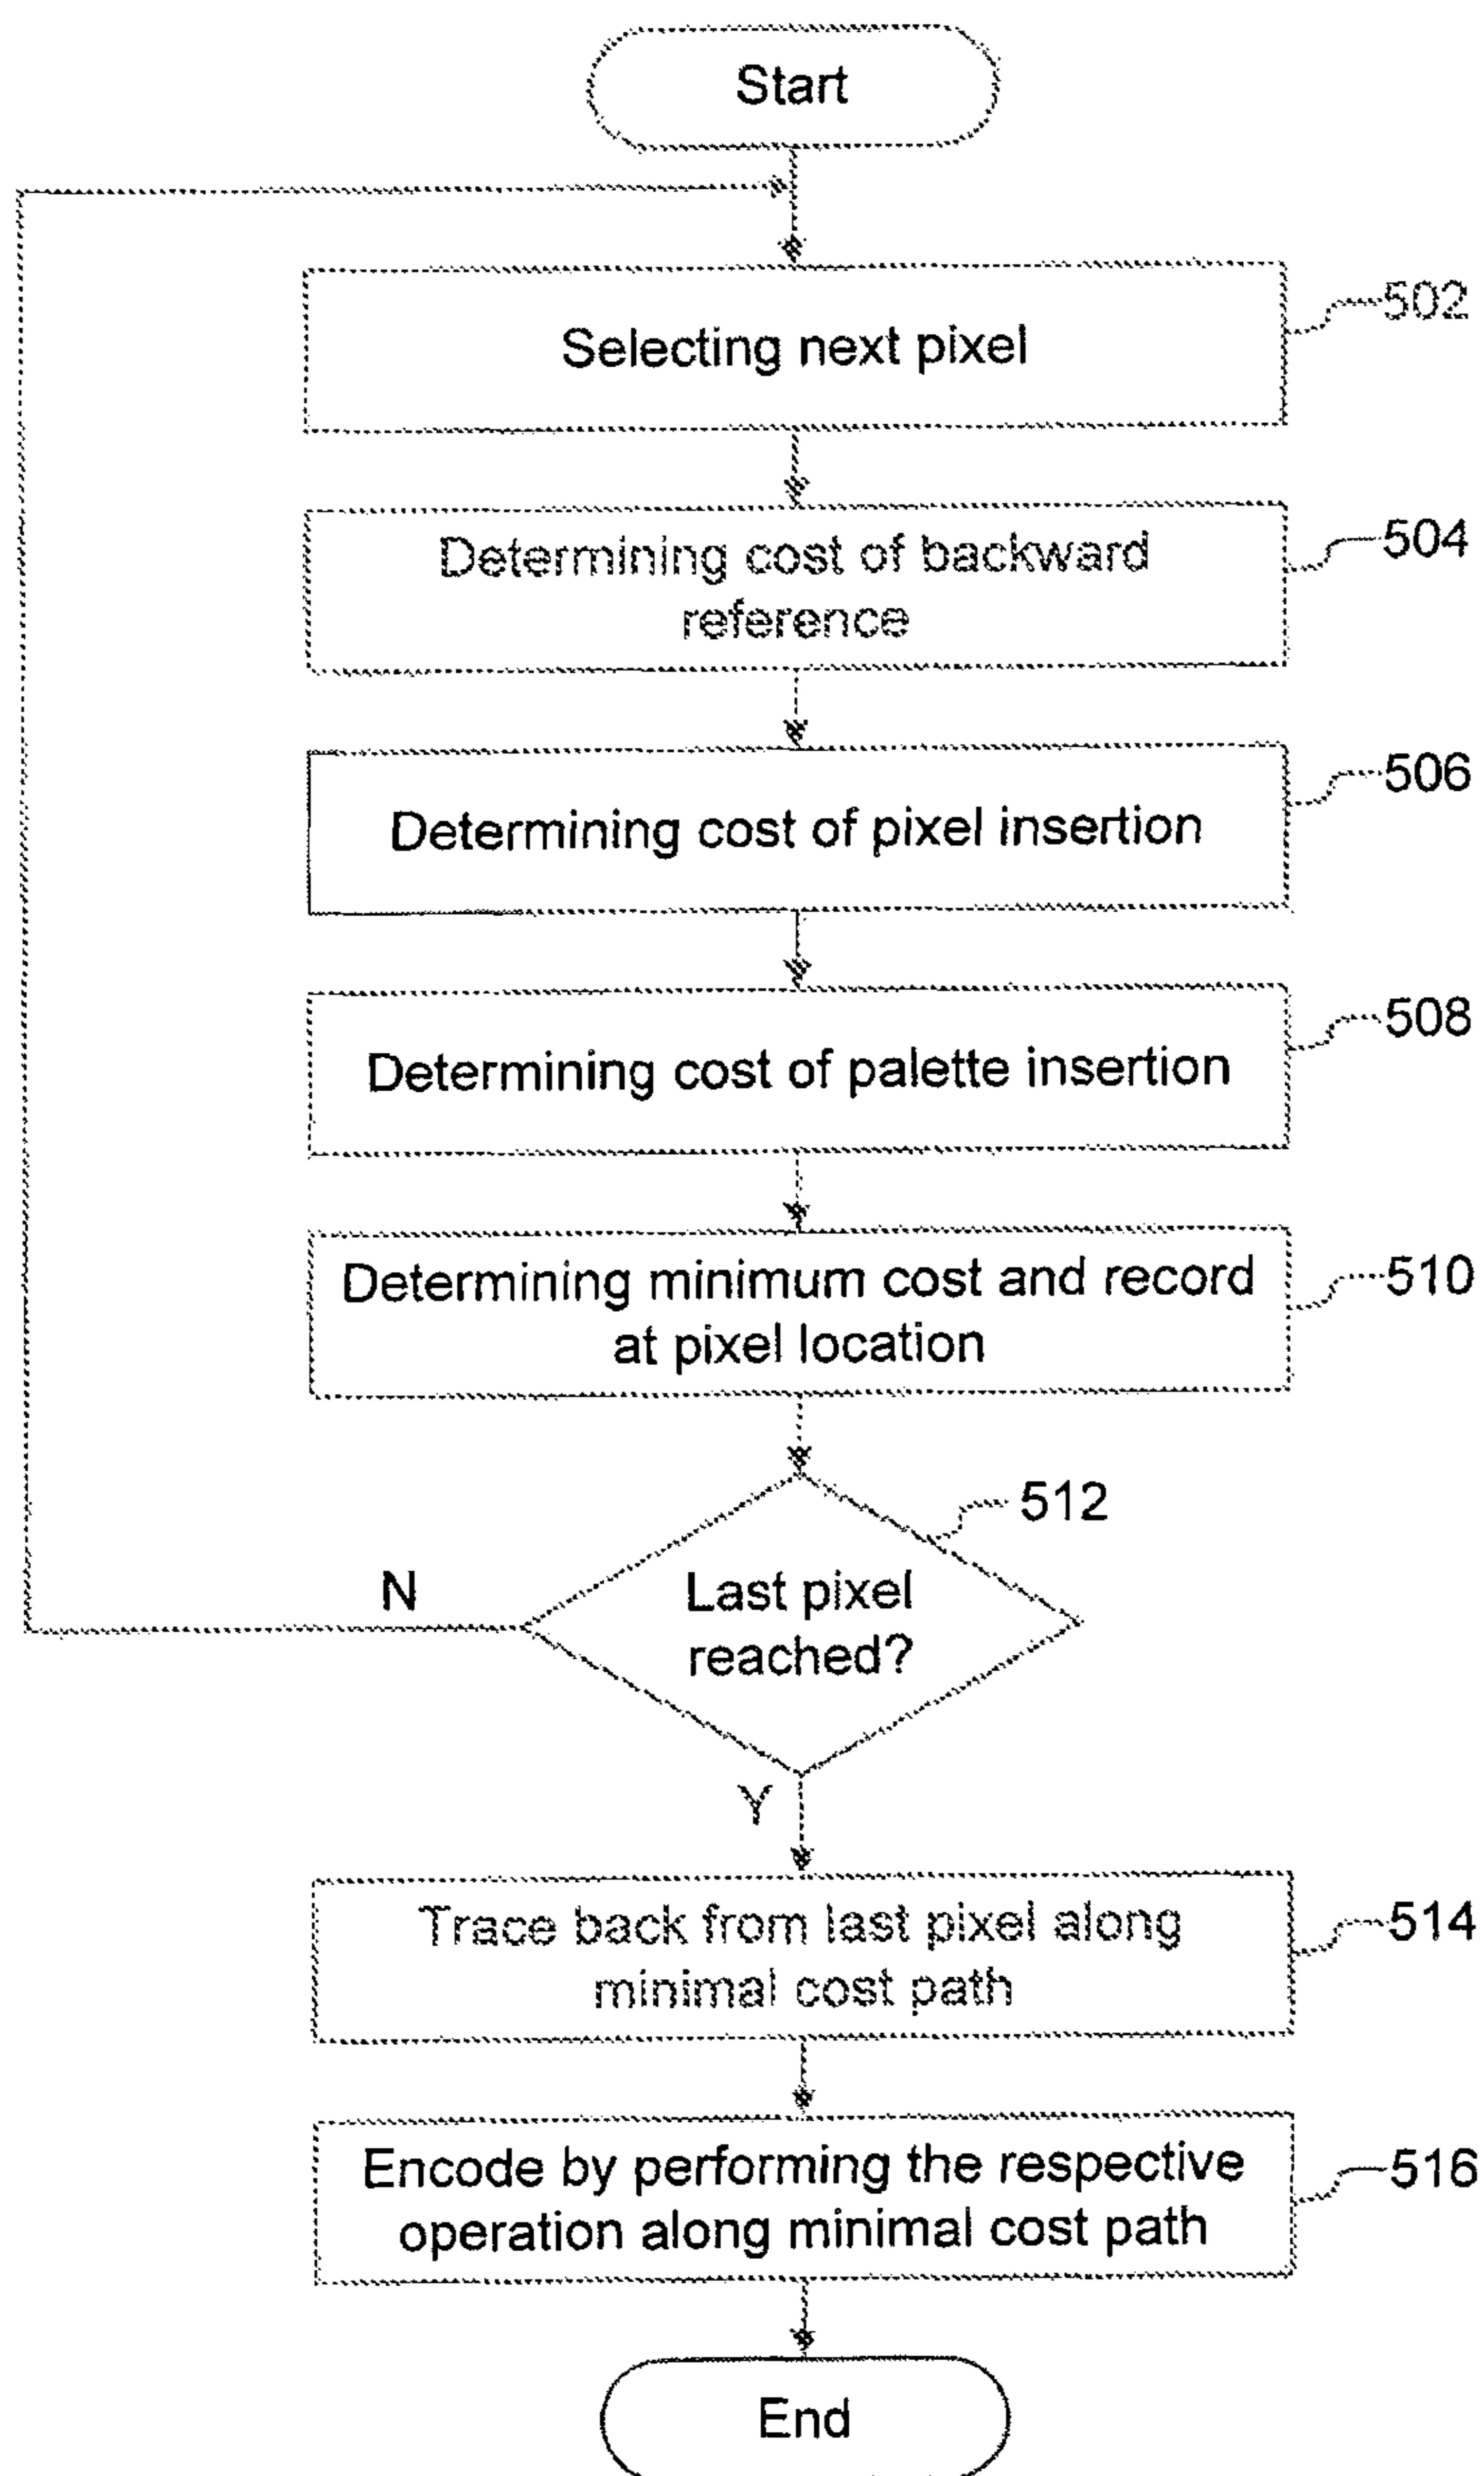 Start
Selecting next pixel
502
Determining cost of backward
reference
504
Determining cost of pixel insertion
506
Determining cost of palette insertion
508
Determining minimum cost and record
at pixel location
510
512
Last pixel
reached?
N
Y
Trace back from last pixel along
minimal cost path
514
Encode by performing the respective
operation along minimal cost path
516
End